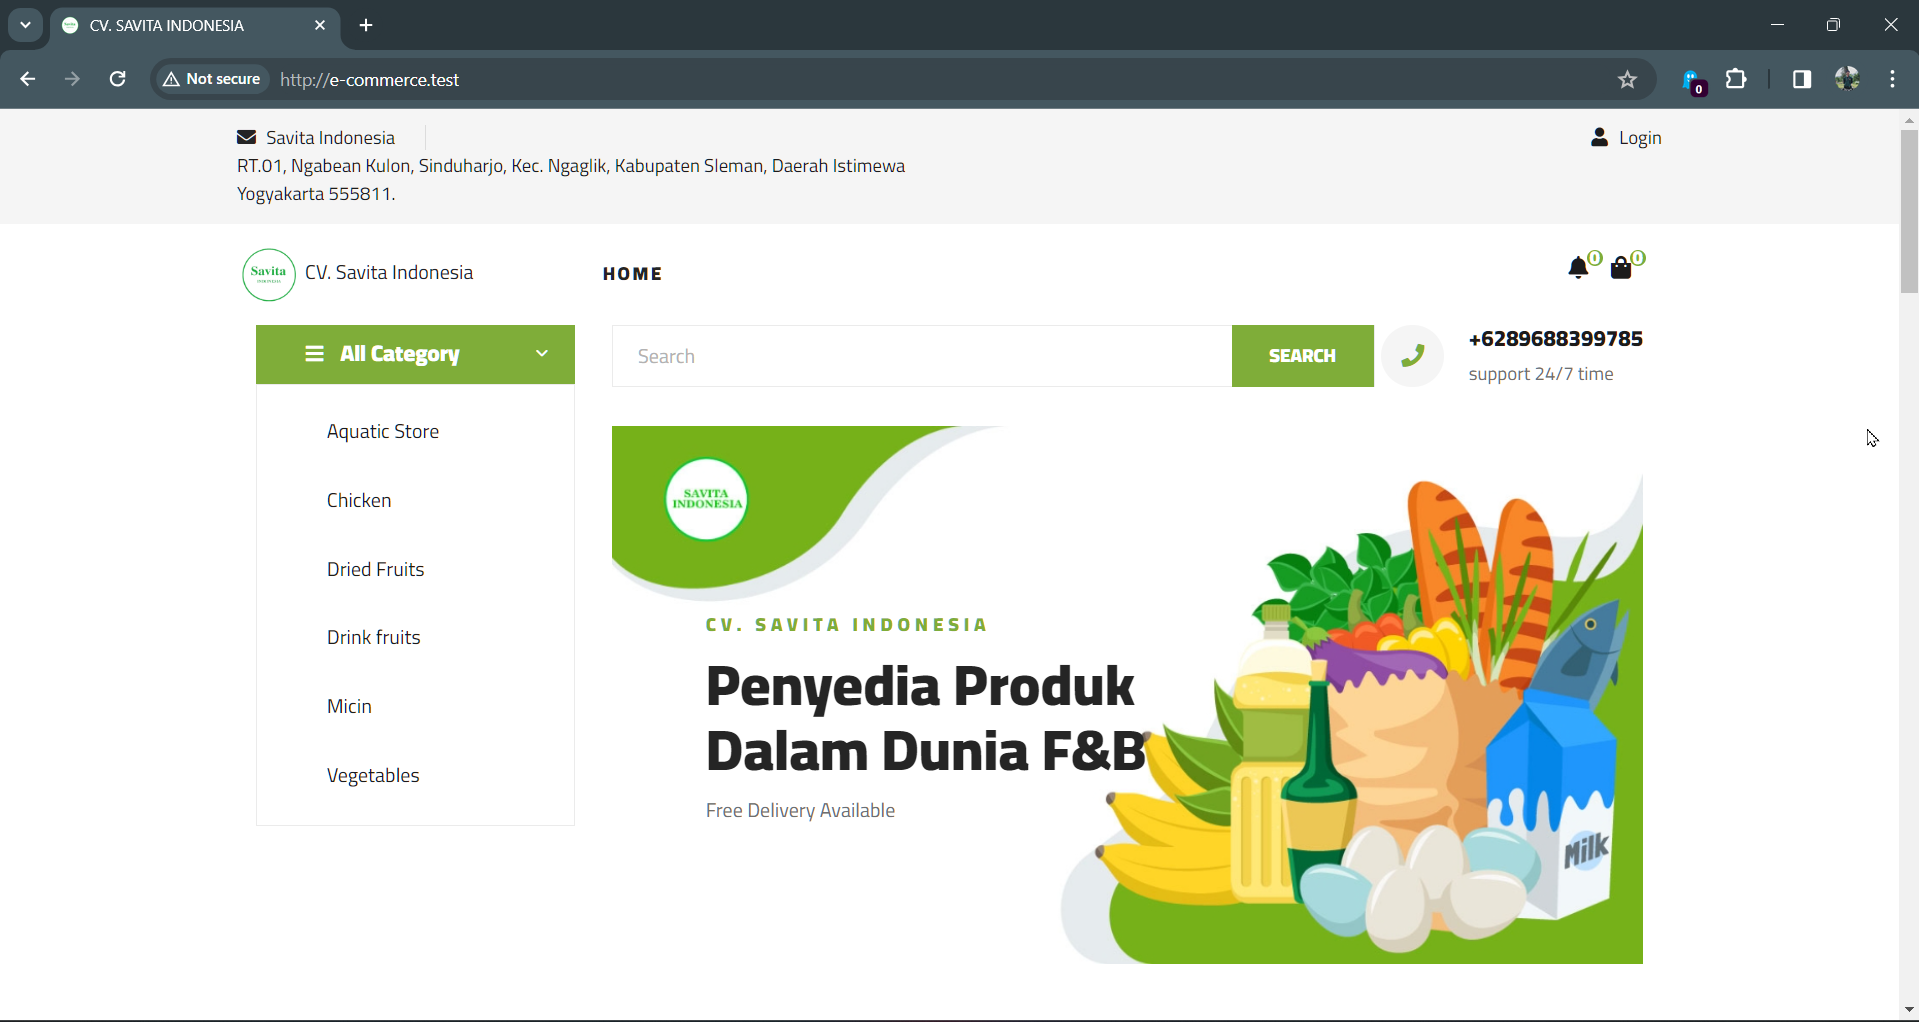 CV. SAVITA INDONESIA
Not secure
http://e-commerce.test
0
Savita Indonesia
Login
RT.01, Ngabean Kulon, Sinduharjo, Kec. Ngaglik, Kabupaten Sleman, Daerah Istimewa
Yogyakarta 555811.
Savita
INDONESIA
CV. Savita Indonesia
HOME
0
0
All Category
Search
SEARCH
+6289688399785
support 24/7 time
Aquatic Store
Chicken
Dried Fruits
Drink fruits
Micin
Vegetables
SAVITA
INDONESIA
CV. SAVITA INDONESIA
Penyedia Produk
Dalam Dunia F&B
Free Delivery Available
Milk